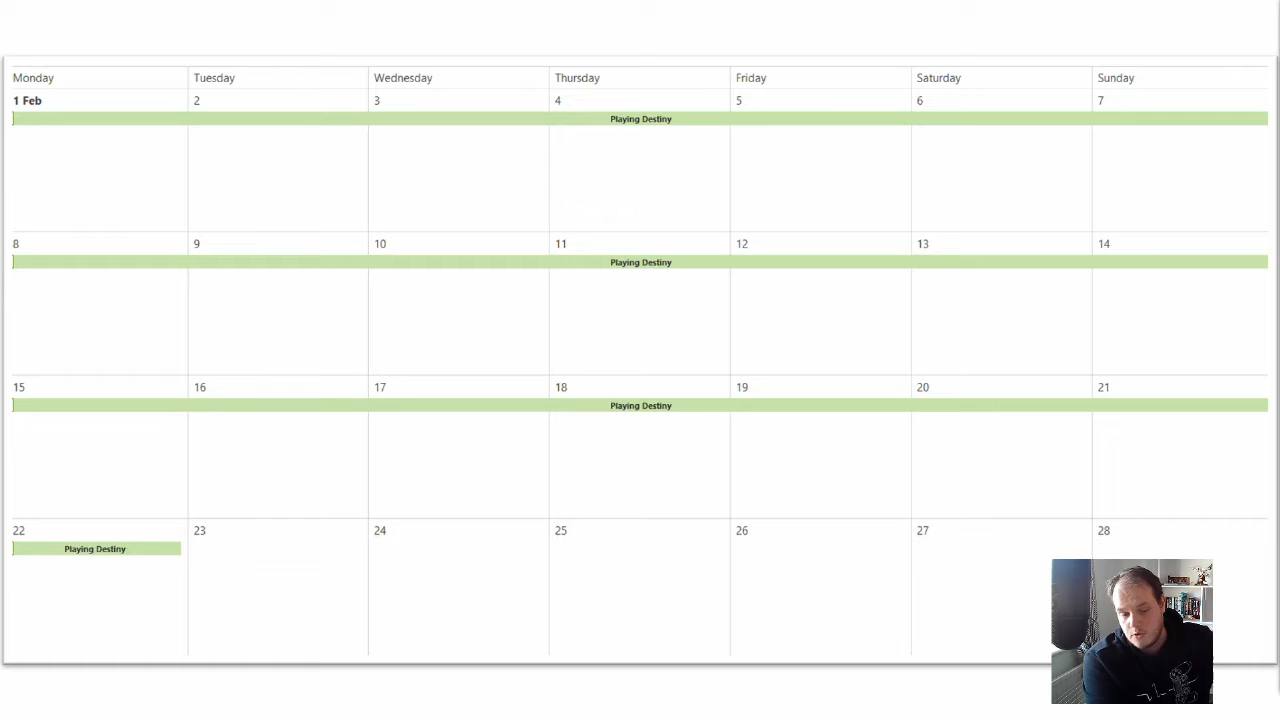 Monday Tuesday Wednesday Thursday Friday Saturday Sunday
1 Feb 2 3 4 5 6 7
Playing Destiny
8 9 10 11 12 13 14
Playing Destiny
15 16 17 18 19 20 21
Playing Destiny
22 23 24 25 26 27 28
Playing Destiny